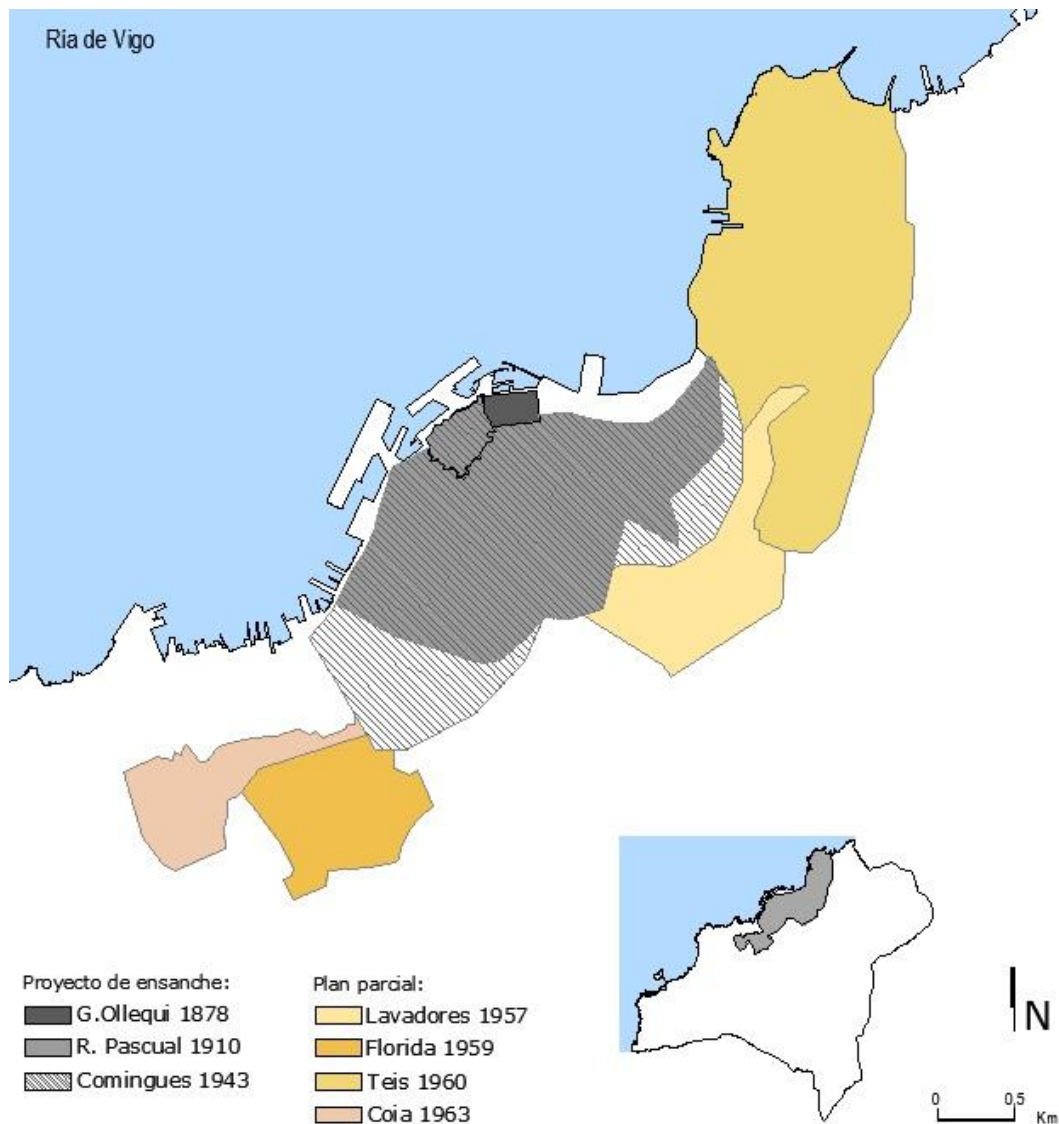 Ría de Vigo
Proyecto de ensanche:
G.Ollequi 1878
R. Pascual 1910
Comingues 1943
Plan parcial:
Lavadores 1957
Florida 1959
Teis 1960
Coia 1963
N
0 0,5
Km